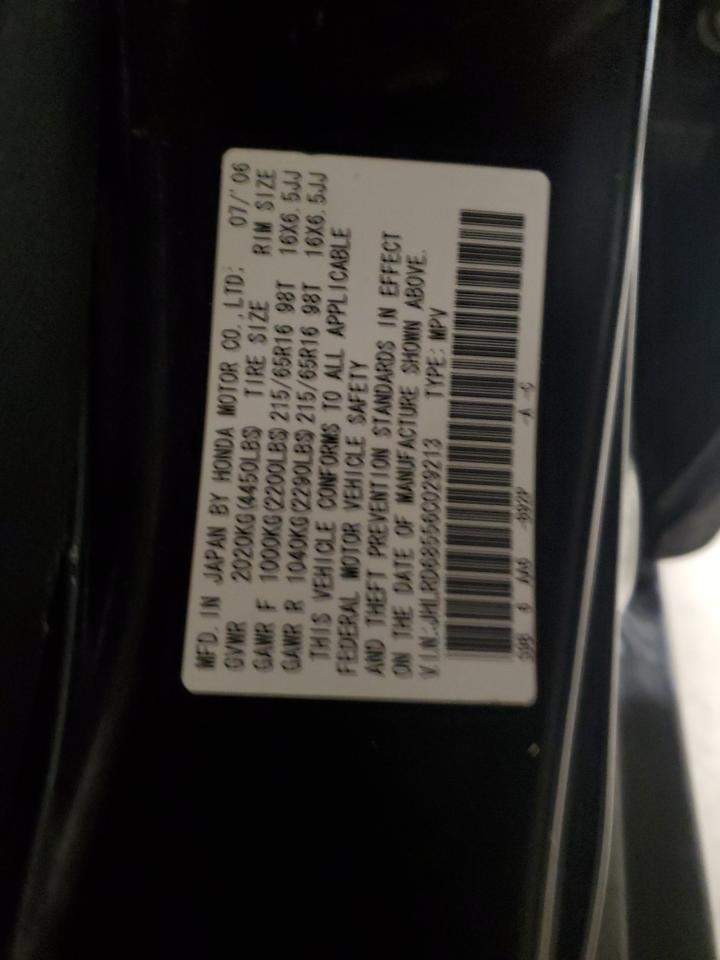 MFD. IN JAPAN BY HONDA MOTOR CO., LTD: 07/'06
GVWR 2020KG(4450LBS) TIRE SIZE RIM SIZE
GAWR F 1000KG(2200LBS) 215/65R16 98T 16X6.5JJ
GAWR R 1040KG(2290LBS) 215/65R16 98T 16X6.5JJ
THIS VEHICLE CONFORMS TO ALL APPLICABLE
FEDERAL MOTOR VEHICLE SAFETY
AND THEFT PREVENTION STANDARDS IN EFFECT
ON THE DATE OF MANUFACTURE SHOWN ABOVE.
V.I.N.:JHLRD68556C029213 TYPE: MPV
S9B 4 AA6 -A -C